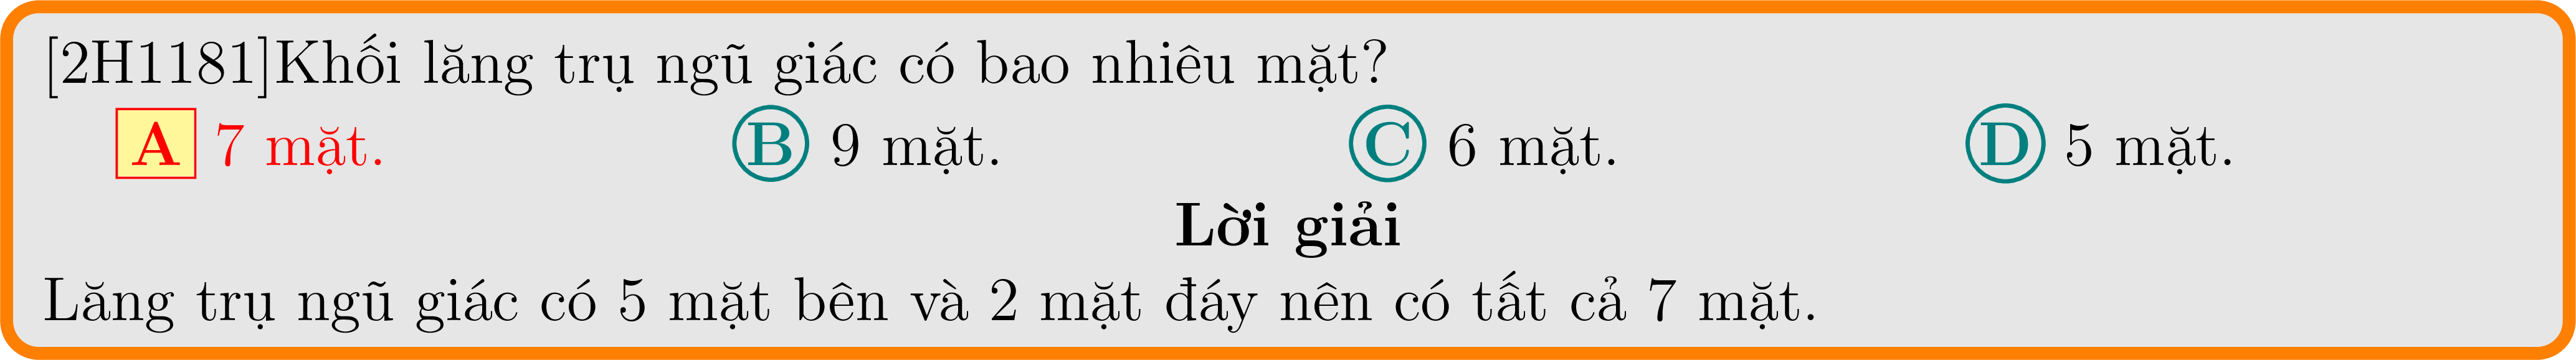 [2H1181]Khối lăng trụ ngũ giác có bao nhiêu mặt?
A 7 mặt. B 9 mặt. C 6 mặt. D 5 mặt.
Lời giải
Lăng trụ ngũ giác có 5 mặt bên và 2 mặt đáy nên có tất cả 7 mặt.